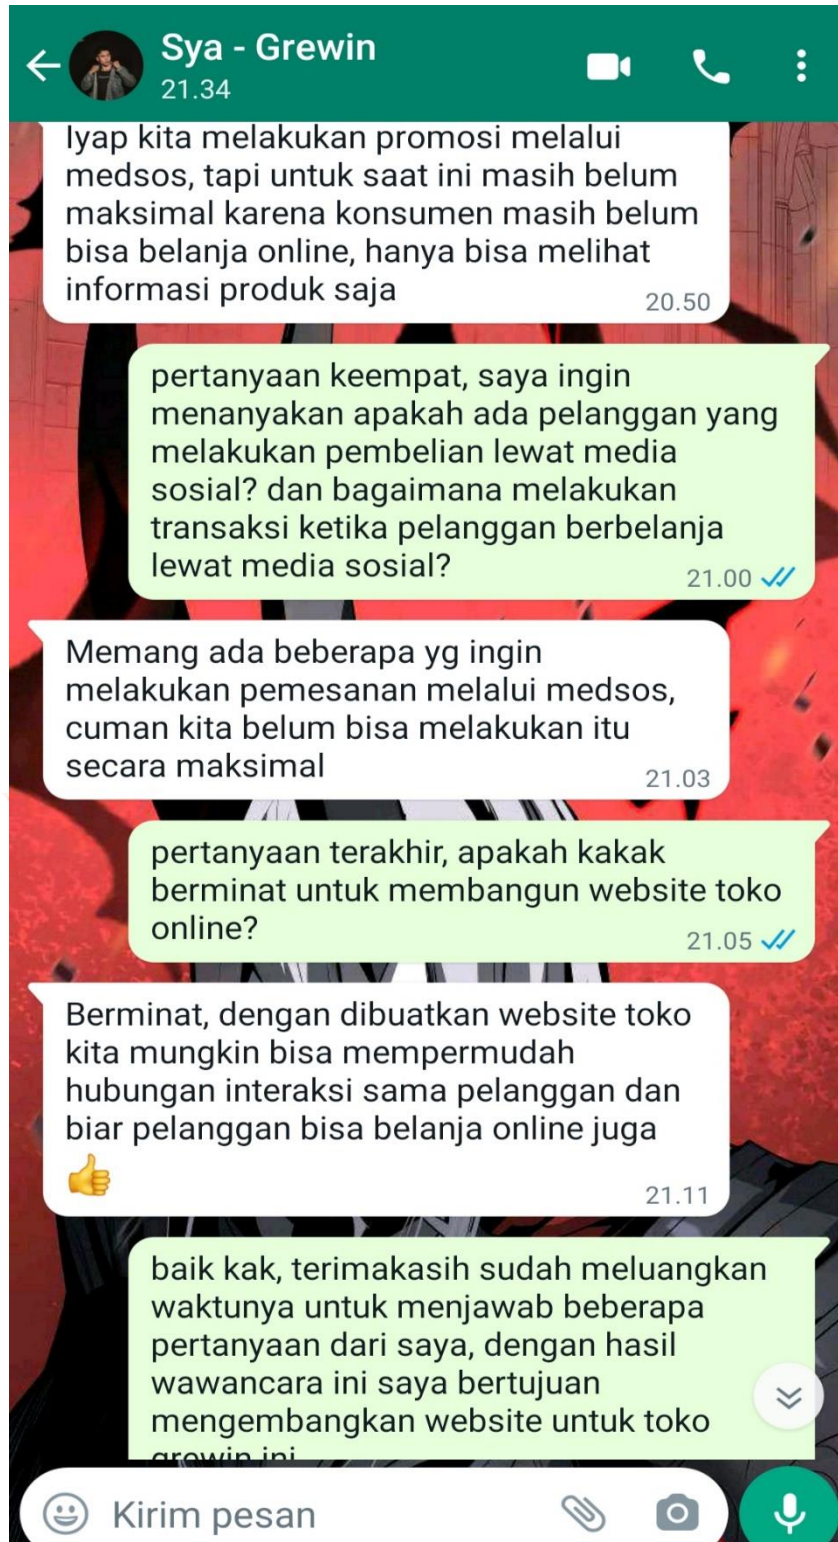 Sya - Grewin
21.34
Iyap kita melakukan promosi melalui
medsos, tapi untuk saat ini masih belum
maksimal karena konsumen masih belum
bisa belanja online, hanya bisa melihat
informasi produk saja
20.50
pertanyaan keempat, saya ingin
menanyakan apakah ada pelanggan yang
melakukan pembelian lewat media
sosial? dan bagaimana melakukan
transaksi ketika pelanggan berbelanja
lewat media sosial?
21.00
Memang ada beberapa yg ingin
melakukan pemesanan melalui medsos,
cuman kita belum bisa melakukan itu
secara maksimal
21.03
pertanyaan terakhir, apakah kakak
berminat untuk membangun website toko
online?
21.05
Berminat, dengan dibuatkan website toko
kita mungkin bisa mempermudah
hubungan interaksi sama pelanggan dan
biar pelanggan bisa belanja online juga
👍
21.11
baik kak, terimakasih sudah meluangkan
waktunya untuk menjawab beberapa
pertanyaan dari saya, dengan hasil
wawancara ini saya bertujuan
mengembangkan website untuk toko
growin ini
Kirim pesan